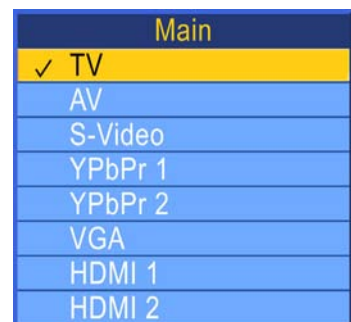 Main
✓ TV
AV
S-Video
YPbPr 1
YPbPr 2
VGA
HDMI 1
HDMI 2